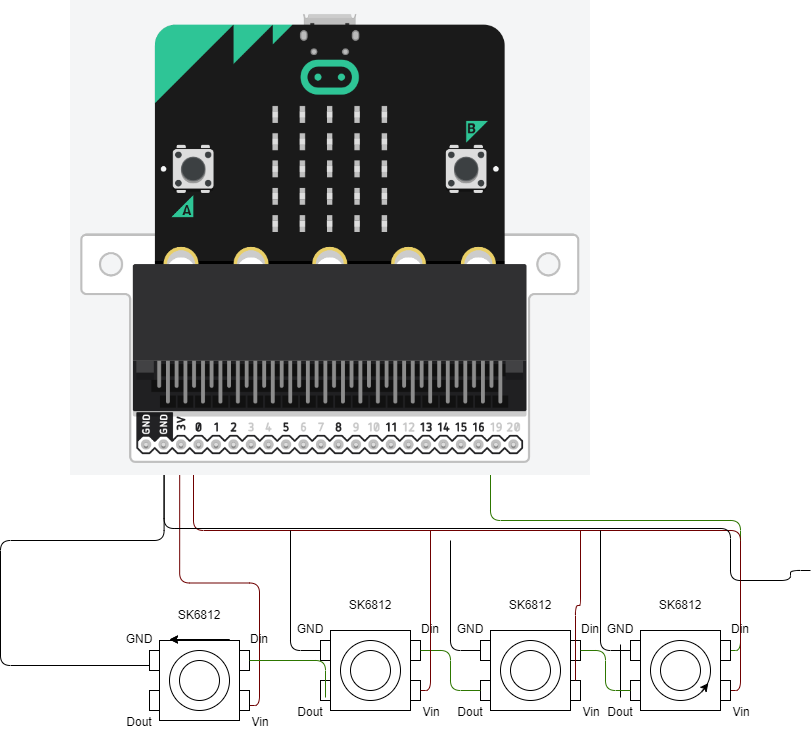 B
A
GND GND 3V 0 1 2 3 4 5 6 7 8 9 10 11 12 13 14 15 16 19 20
SK6812 SK6812 SK6812
SK6812
GND Din GND Din GND Din
GND Din
Dout Vin Dout Vin Dout Vin
Dout Vin